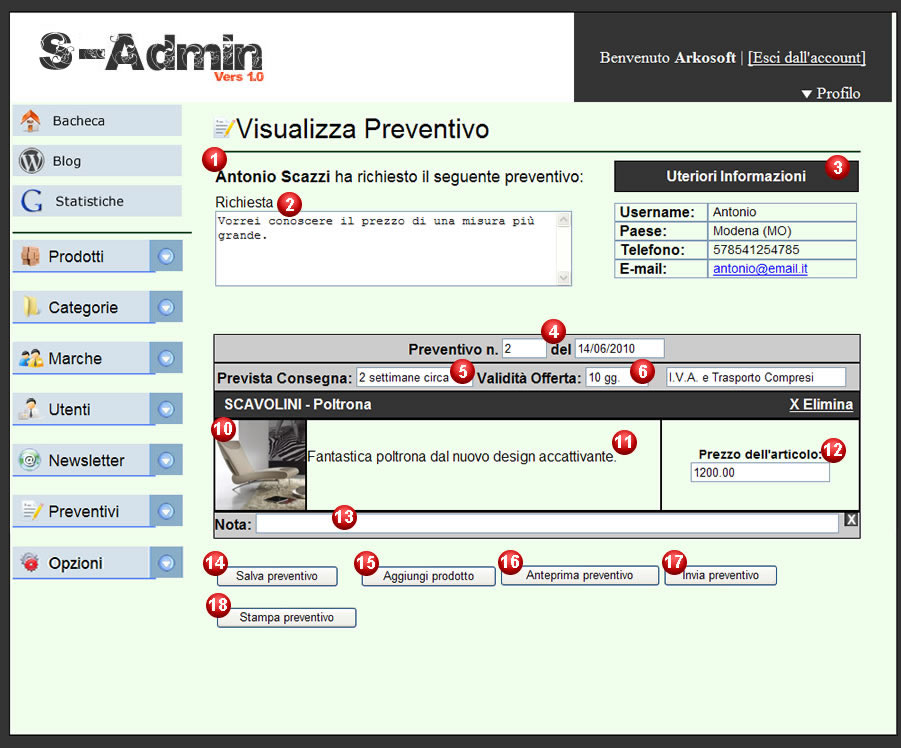 S-Admin
Vers 1.0
Benvenuto Arkosoft | [Esci dall'account]
▼ Profilo
Bacheca
Blog
Statistiche
Prodotti
Categorie
Marche
Utenti
Newsletter
Preventivi
Opzioni
Visualizza Preventivo
1
Antonio Scazzi ha richiesto il seguente preventivo:
Richiesta 2
Vorrei conoscere il prezzo di una misura più
grande.
Uteriori Informazioni 3
Username: Antonio
Paese: Modena (MO)
Telefono: 578541254785
E-mail: antonio@email.it
4
Preventivo n. 2 del 14/06/2010
Prevista Consegna: 2 settimane circa 5 Validità Offerta: 10 gg. 6 I.V.A. e Trasporto Compresi
SCAVOLINI - Poltrona X Elimina
10
Fantastica poltrona dal nuovo design accattivante. 11
Prezzo dell'articolo: 12
1200.00
Nota: 13 X
14 Salva preventivo 15 Aggiungi prodotto 16 Anteprima preventivo 17 Invia preventivo
18 Stampa preventivo